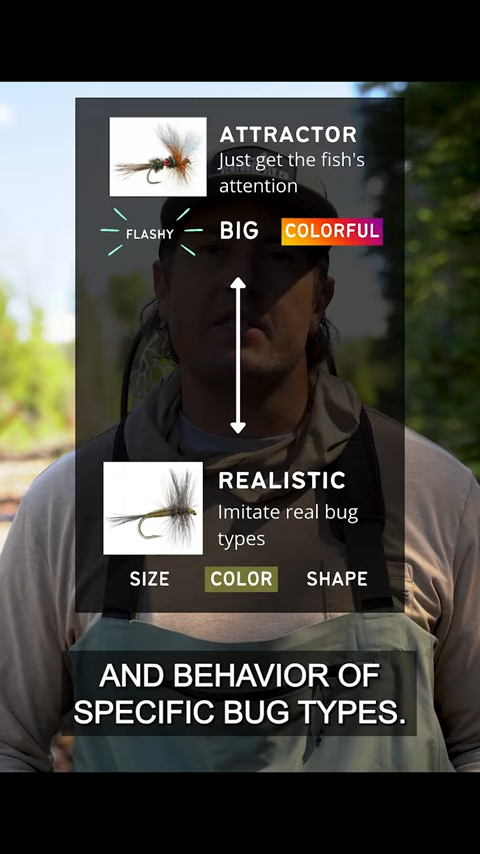 ATTRACTOR
Just get the fish's
attention
FLASHY BIG COLORFUL
REALISTIC
Imitate real bug
types
SIZE COLOR SHAPE
AND BEHAVIOR OF
SPECIFIC BUG TYPES.